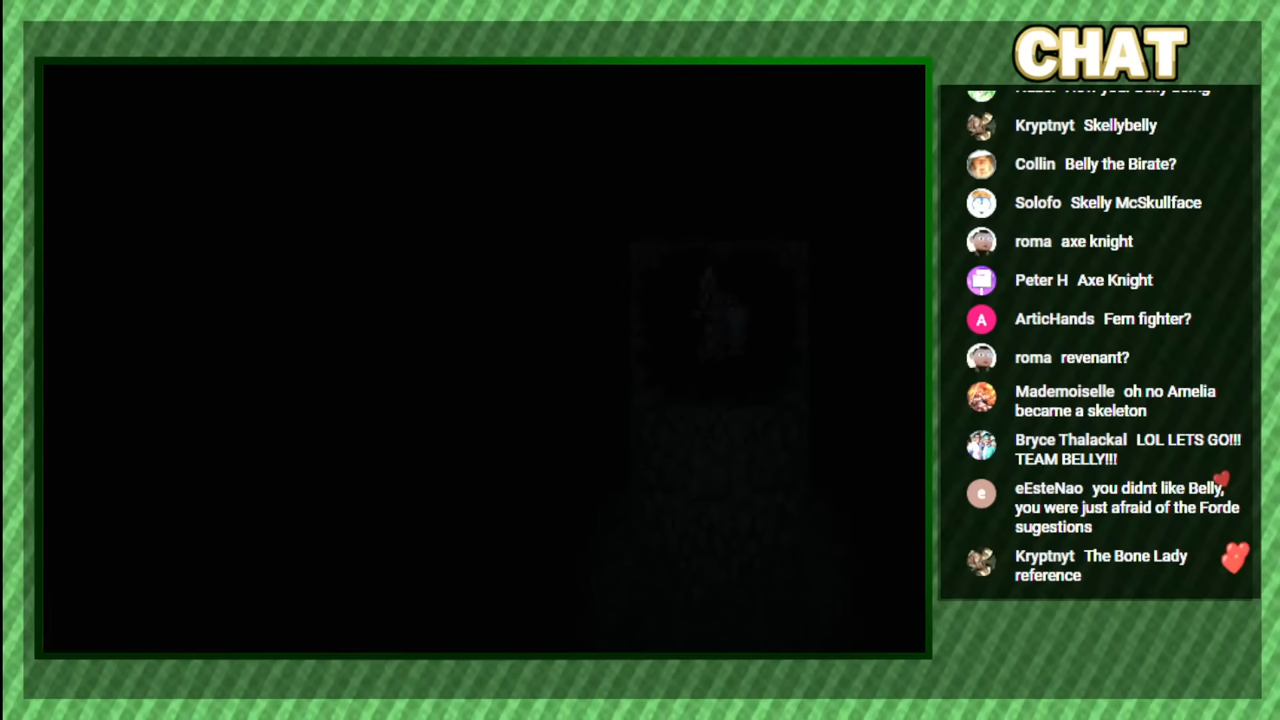 CHAT
Kryptnyt Skellybelly
Collin Belly the Birate?
Solofo Skelly McSkullface
roma axe knight
Peter H Axe Knight
A ArticHands Fem fighter?
roma revenant?
Mademoiselle oh no Amelia
became a skeleton
Bryce Thalackal LOL LETS GO!!!
TEAM BELLY!!!
e eEsteNao you didnt like Belly,
you were just afraid of the Forde
sugestions
Kryptnyt The Bone Lady
reference